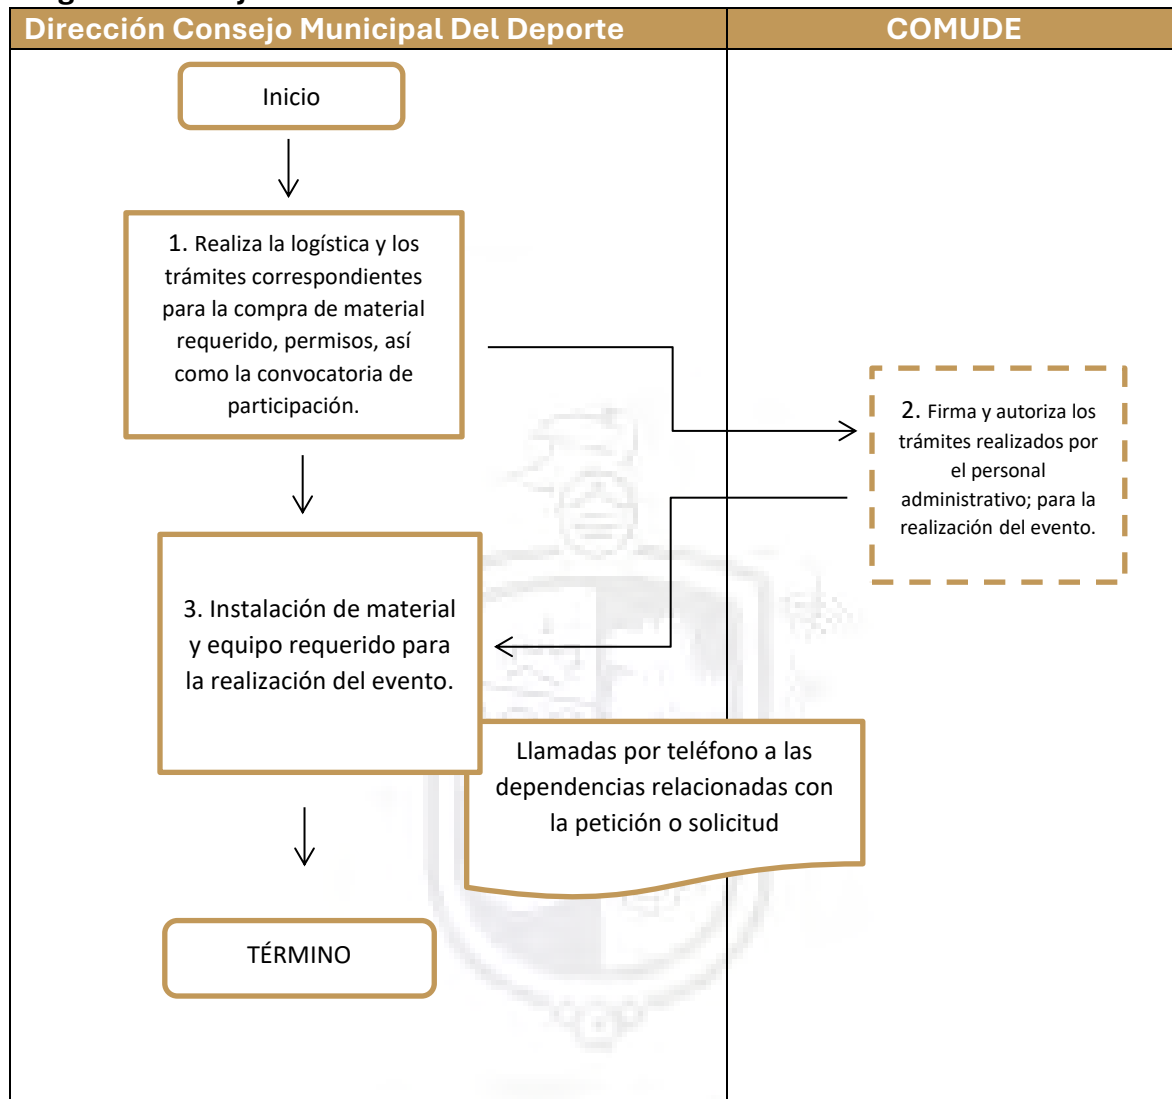 Dirección Consejo Municipal Del Deporte
COMUDE
Inicio
1. Realiza la logística y los
trámites correspondientes
para la compra de material
requerido, permisos, así
como la convocatoria de
participación.
2. Firma y autoriza los
trámites realizados por
el personal
administrativo; para la
realización del evento.
3. Instalación de material
y equipo requerido para
la realización del evento.
Llamadas por teléfono a las
dependencias relacionadas con
la petición o solicitud
TÉRMINO